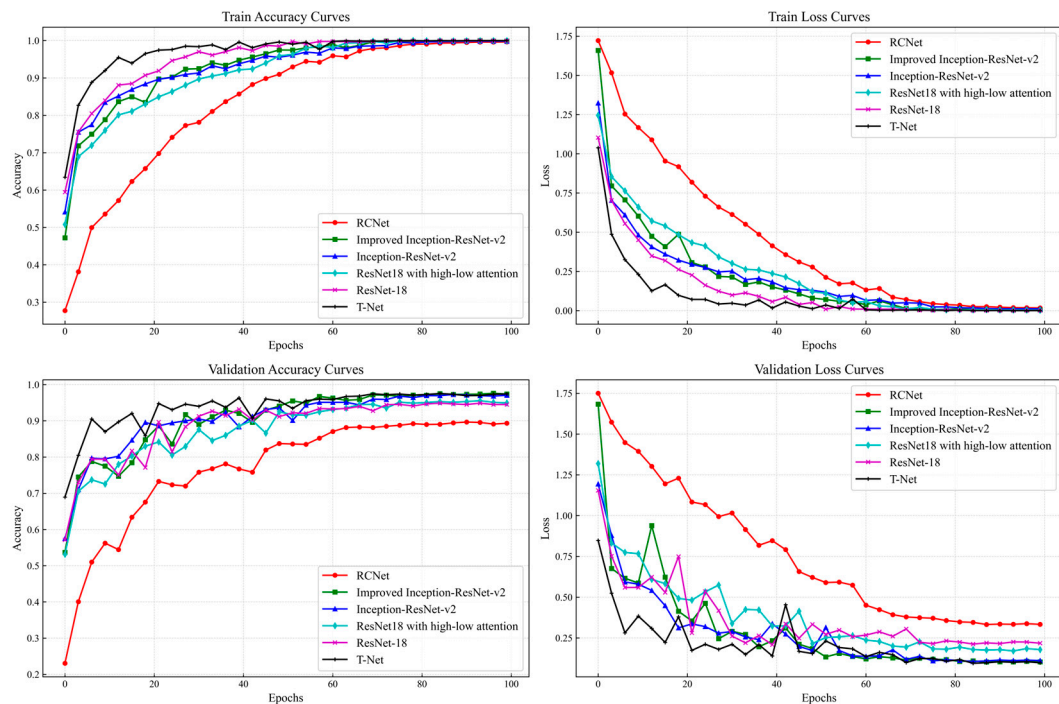 Train Accuracy Curves
1.0
0.9
0.8
0.7
0.6
0.5
0.4
0.3
Accuracy
RCNet
Improved Inception-ResNet-v2
Inception-ResNet-v2
ResNet18 with high-low attention
ResNet-18
T-Net
0 20 40 60 80 100
Epochs
Train Loss Curves
1.75
1.50
1.25
1.00
0.75
0.50
0.25
0.00
Loss
RCNet
Improved Inception-ResNet-v2
Inception-ResNet-v2
ResNet18 with high-low attention
ResNet-18
T-Net
0 20 40 60 80 100
Epochs
Validation Accuracy Curves
1.0
0.9
0.8
0.7
0.6
0.5
0.4
0.3
0.2
Accuracy
RCNet
Improved Inception-ResNet-v2
Inception-ResNet-v2
ResNet18 with high-low attention
ResNet-18
T-Net
0 20 40 60 80 100
Epochs
Validation Loss Curves
1.75
1.50
1.25
1.00
0.75
0.50
0.25
Loss
RCNet
Improved Inception-ResNet-v2
Inception-ResNet-v2
ResNet18 with high-low attention
ResNet-18
T-Net
0 20 40 60 80 100
Epochs